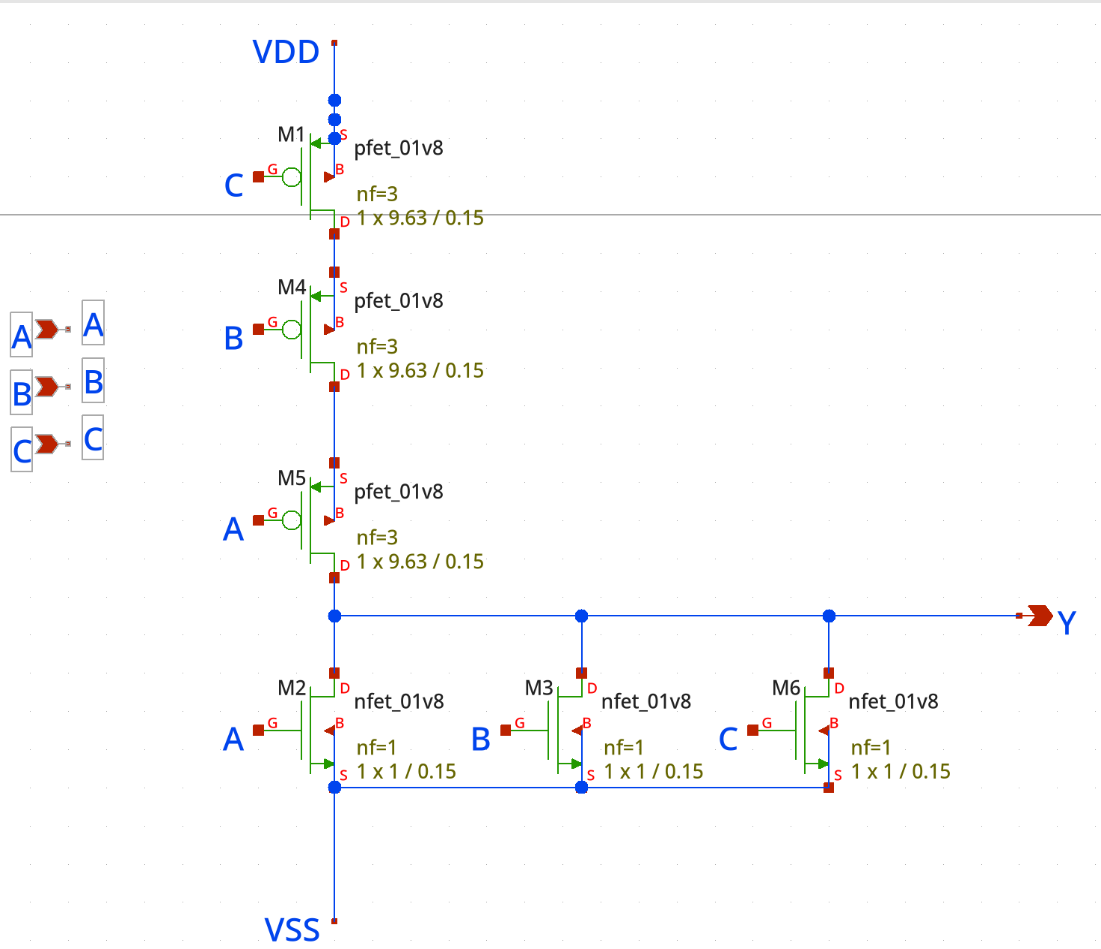 VDD
M1
S
pfet_01v8
G
B
C
nf=3
1 x 9.63 / 0.15
D
M4
S
pfet_01v8
G
B
B
nf=3
1 x 9.63 / 0.15
D
A
A
B
B
C
C
M5
S
pfet_01v8
G
B
A
nf=3
1 x 9.63 / 0.15
D
Y
M2
D
nfet_01v8
G
B
A
nf=1
1 x 1 / 0.15
S
M3
D
nfet_01v8
G
B
B
nf=1
1 x 1 / 0.15
S
M6
D
nfet_01v8
G
B
C
nf=1
1 x 1 / 0.15
S
VSS